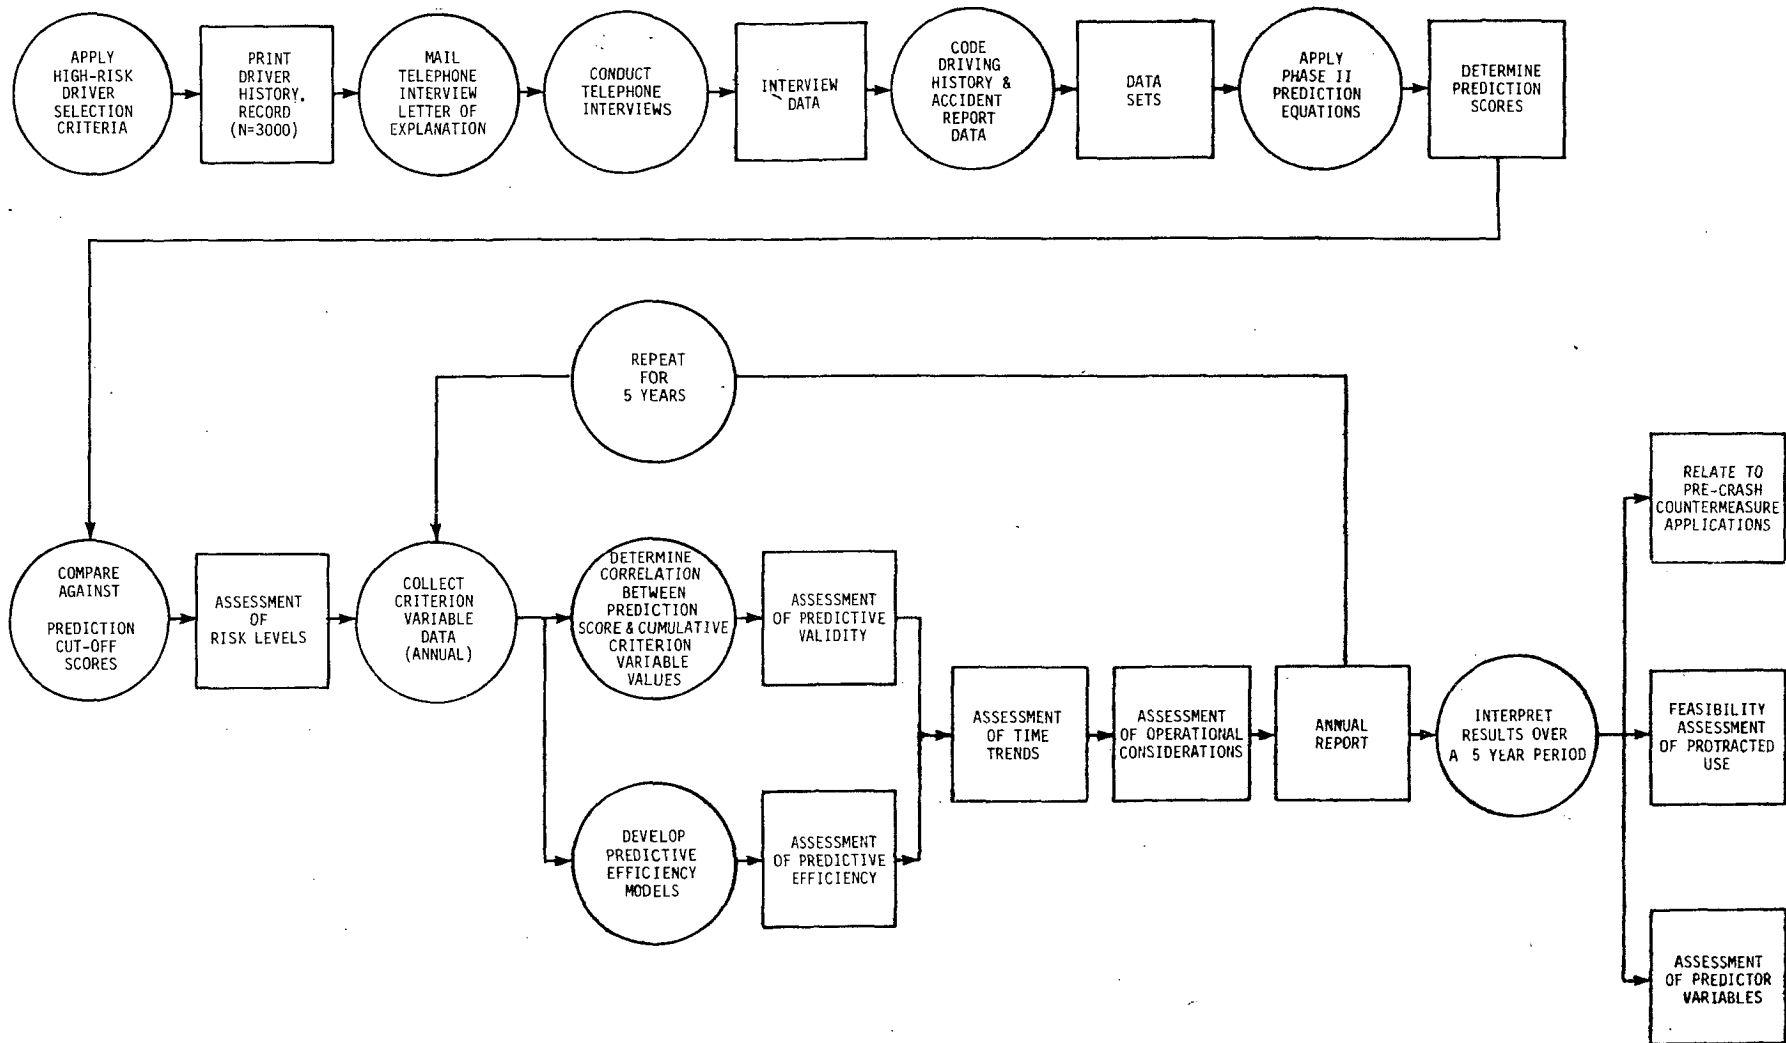 APPLY
HIGH-RISK
DRIVER
SELECTION
CRITERIA
PRINT
DRIVER
HISTORY
RECORD
(N=3000)
MAIL
TELEPHONE
INTERVIEW
LETTER OF
EXPLANATION
CONDUCT
TELEPHONE
INTERVIEWS
INTERVIEW
DATA
CODE
DRIVING
HISTORY &
ACCIDENT
REPORT
DATA
DATA
SETS
APPLY
PHASE II
PREDICTION
EQUATIONS
DETERMINE
PREDICTION
SCORES
REPEAT
FOR
5 YEARS
COMPARE
AGAINST
PREDICTION
CUT-OFF
SCORES
ASSESSMENT
OF
RISK LEVELS
COLLECT
CRITERION
VARIABLE
DATA
(ANNUAL)
DETERMINE
CORRELATION
BETWEEN
PREDICTION
SCORE & CUMULATIVE
CRITERION
VARIABLE
VALUES
ASSESSMENT
OF PREDICTIVE
VALIDITY
DEVELOP
PREDICTIVE
EFFICIENCY
MODELS
ASSESSMENT
OF PREDICTIVE
EFFICIENCY
ASSESSMENT
OF TIME
TRENDS
ASSESSMENT
OF OPERATIONAL
CONSIDERATIONS
ANNUAL
REPORT
INTERPRET
RESULTS OVER
A 5 YEAR PERIOD
RELATE TO
PRE-CRASH
COUNTERMEASURE
APPLICATIONS
FEASIBILITY
ASSESSMENT
OF PROTRACTED
USE
ASSESSMENT
OF PREDICTOR
VARIABLES